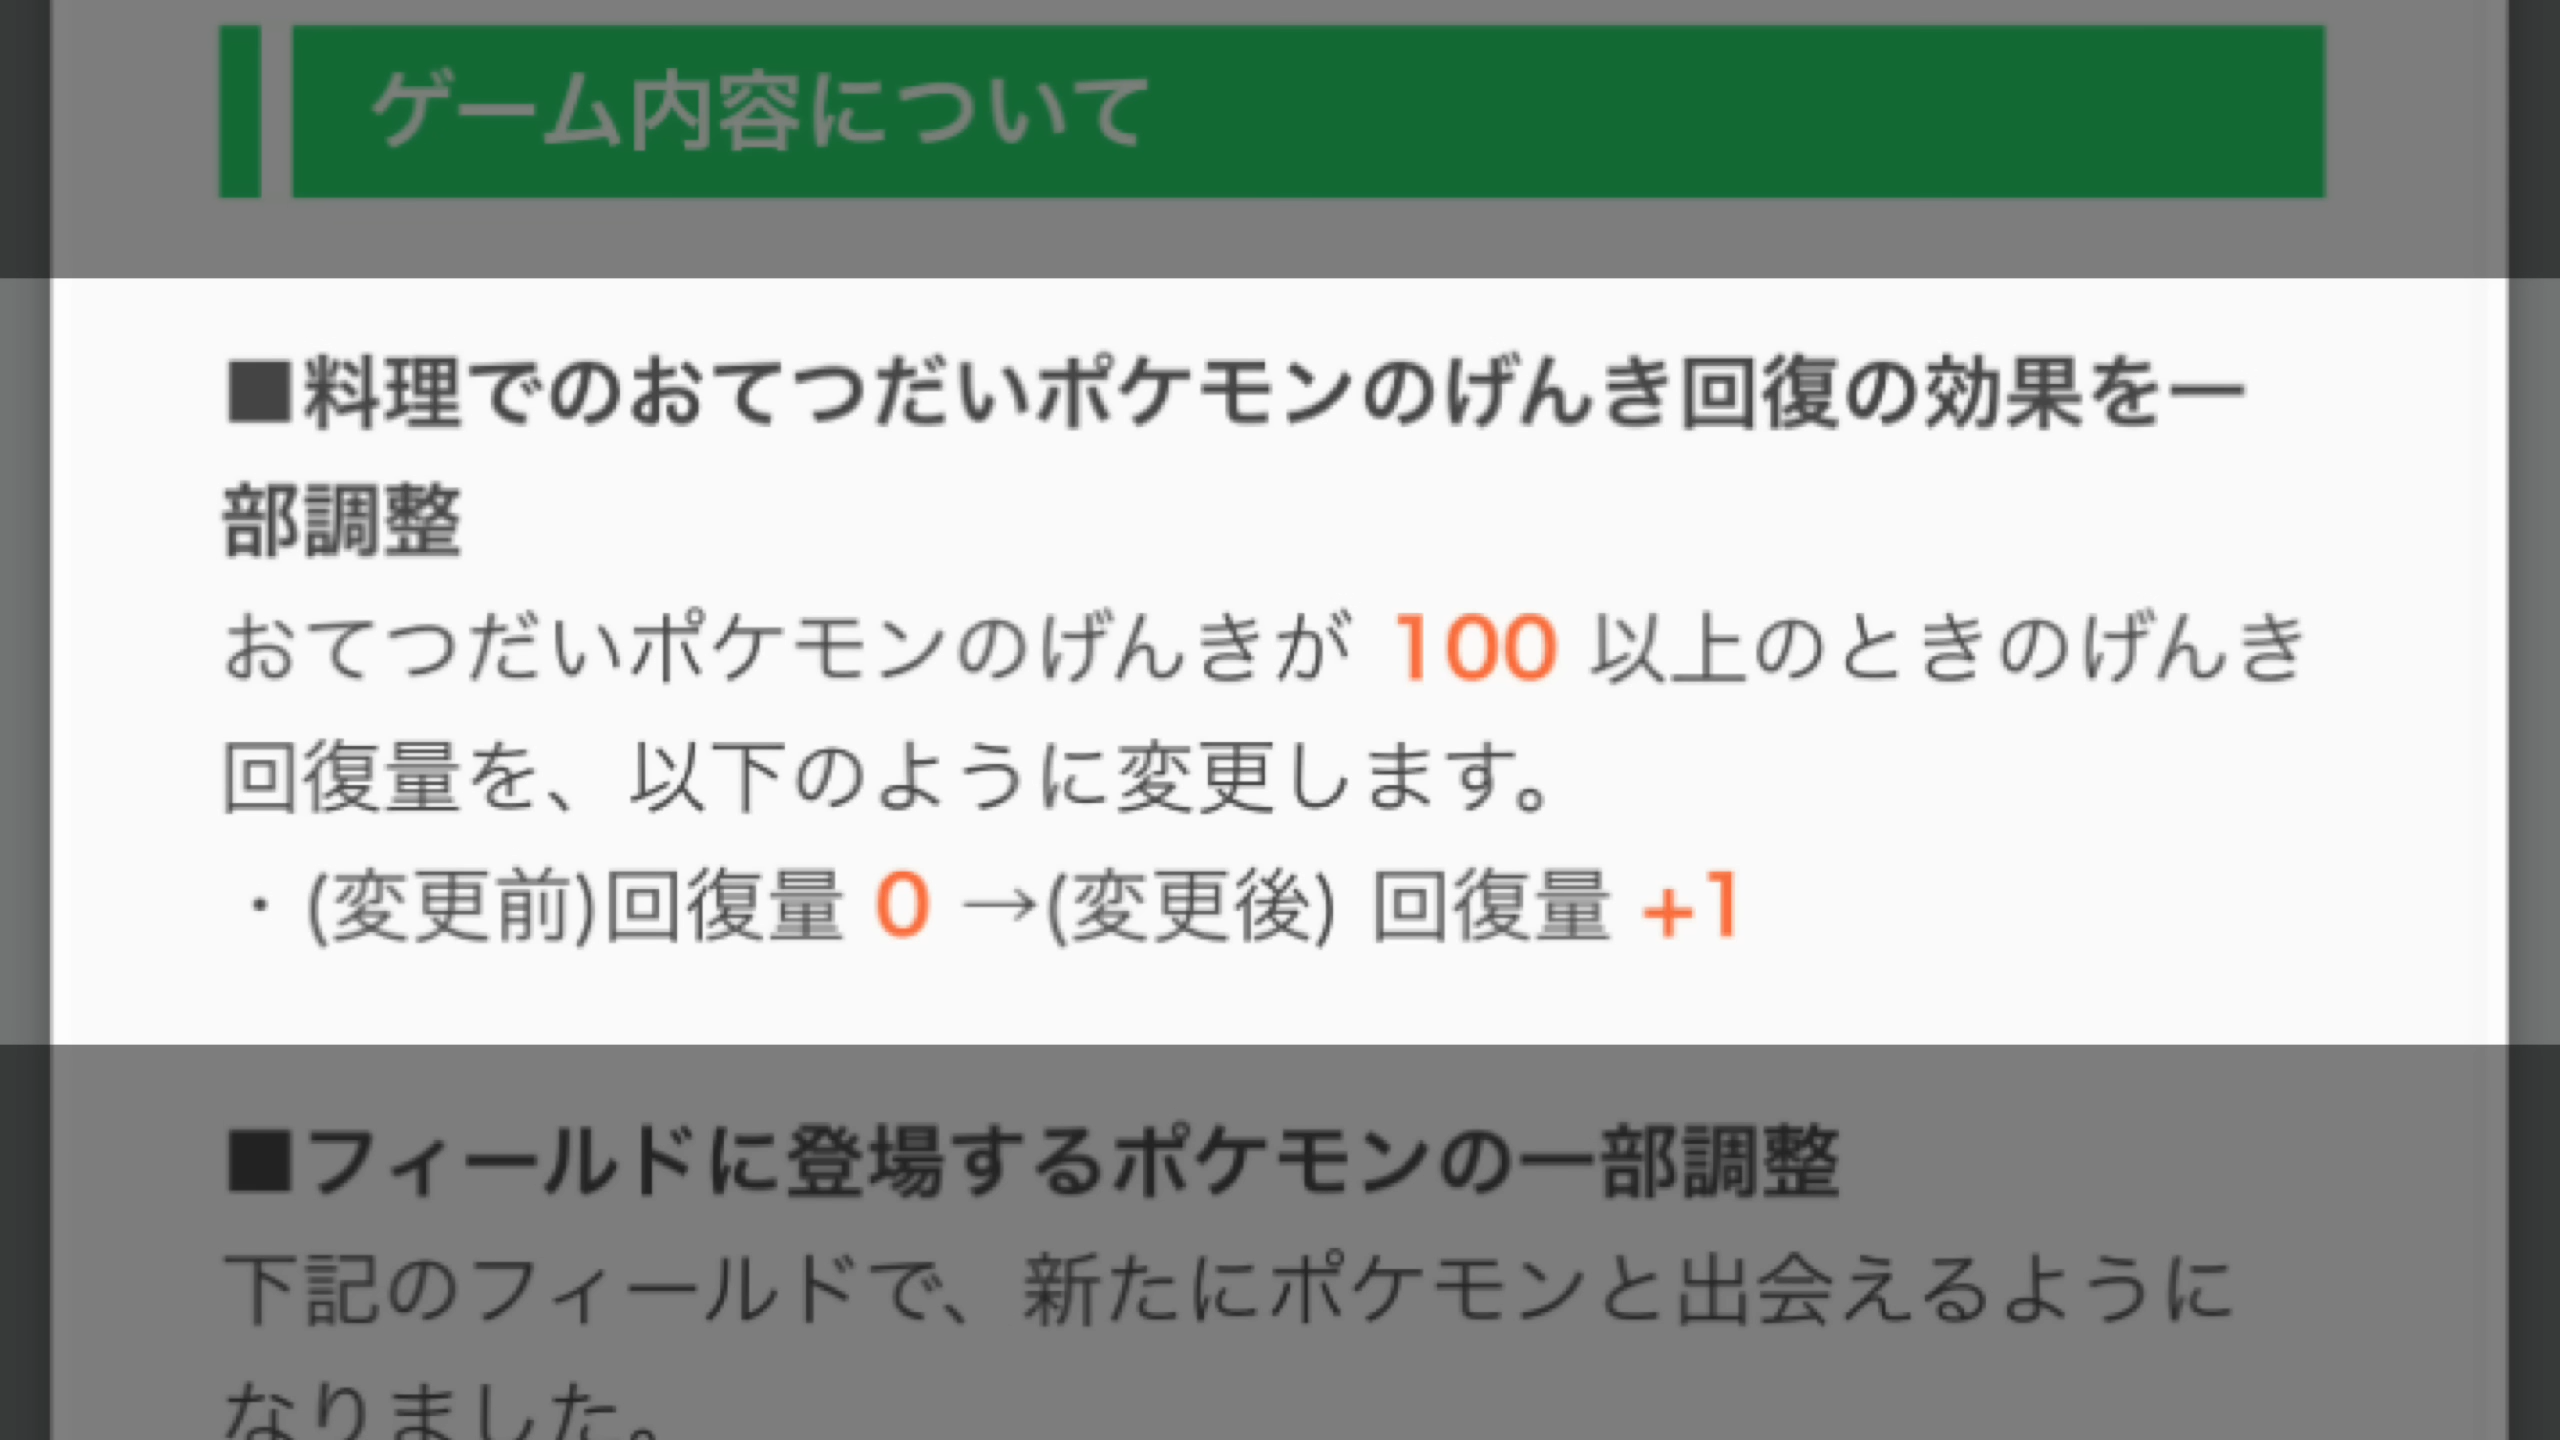 ゲーム内容について
■料理でのおてつだいポケモンのげんき回復の効果を一
部調整
おてつだいポケモンのげんきが 100 以上のときのげんき
回復量を、以下のように変更します。
・(変更前)回復量 0 →(変更後) 回復量 +1
■フィールドに登場するポケモンの一部調整
下記のフィールドで、新たにポケモンと出会えるように
なりました。